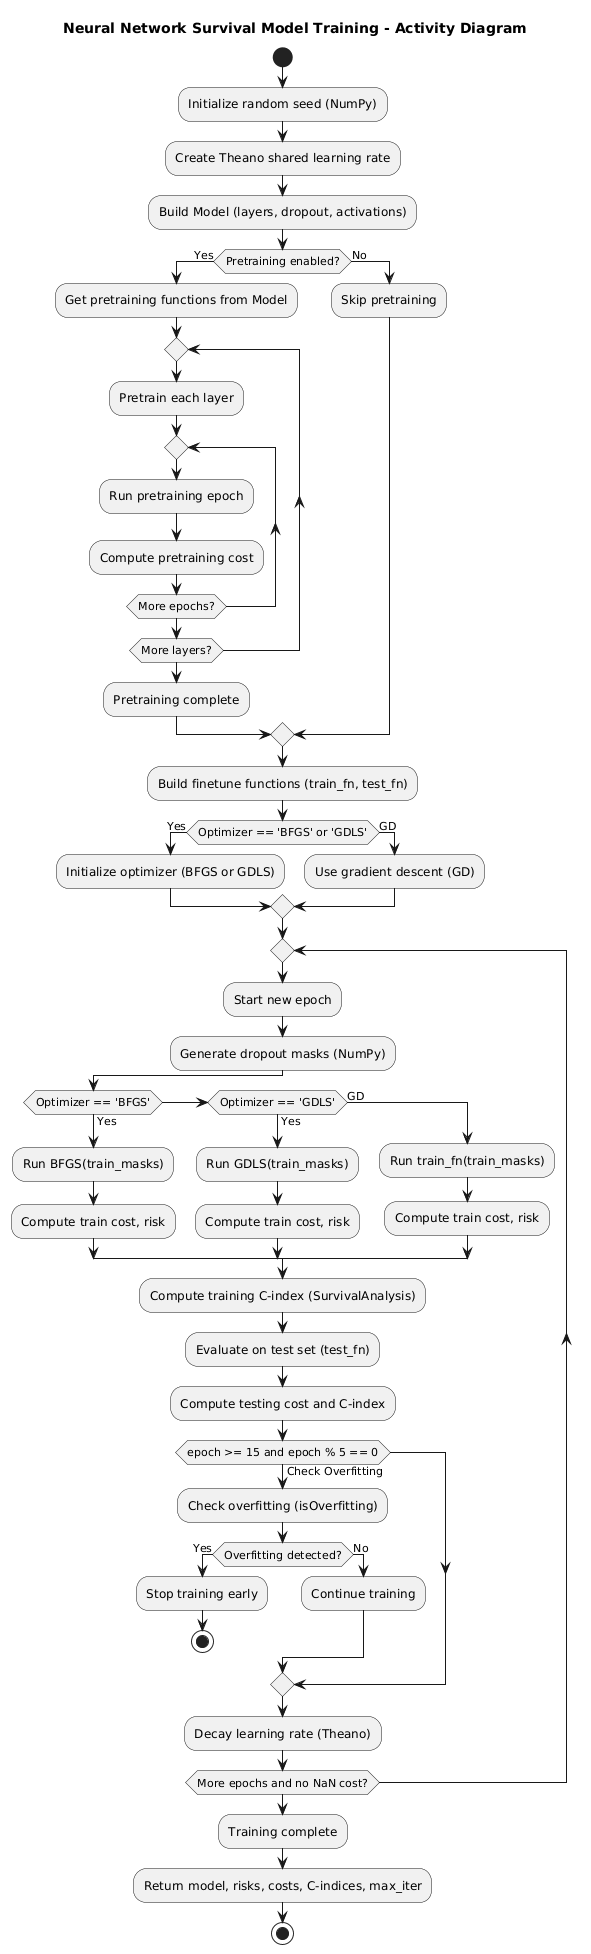 Neural Network Survival Model Training - Activity Diagram
Initialize random seed (NumPy)
Create Theano shared learning rate
Build Model (layers, dropout, activations)
Yes
Pretraining enabled?
No
Get pretraining functions from Model
Skip pretraining
Pretrain each layer
Run pretraining epoch
Compute pretraining cost
More epochs?
More layers?
Pretraining complete
Build finetune functions (train_fn, test_fn)
Yes
Optimizer == 'BFGS' or 'GDLS'
GD
Initialize optimizer (BFGS or GDLS)
Use gradient descent (GD)
Start new epoch
Generate dropout masks (NumPy)
Optimizer == 'BFGS'
Optimizer == 'GDLS'
GD
Yes
Yes
Run BFGS(train_masks)
Run GDLS(train_masks)
Run train_fn(train_masks)
Compute train cost, risk
Compute train cost, risk
Compute train cost, risk
Compute training C-index (SurvivalAnalysis)
Evaluate on test set (test_fn)
Compute testing cost and C-index
epoch >= 15 and epoch % 5 == 0
Check Overfitting
Check overfitting (isOverfitting)
Yes
Overfitting detected?
No
Stop training early
Continue training
Decay learning rate (Theano)
More epochs and no NaN cost?
Training complete
Return model, risks, costs, C-indices, max_iter